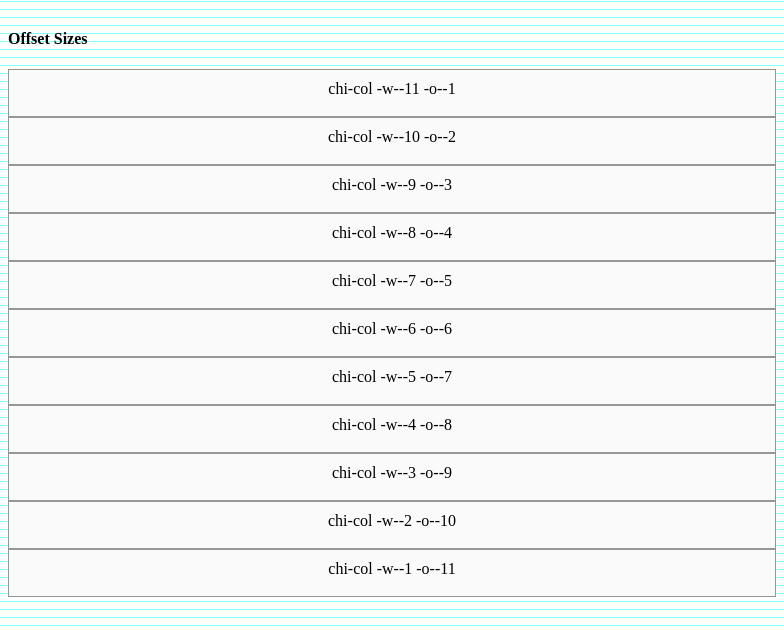 Offset Sizes
chi-col -w--11 -o--1
chi-col -w--10 -o--2
chi-col -w--9 -o--3
chi-col -w--8 -o--4
chi-col -w--7 -o--5
chi-col -w--6 -o--6
chi-col -w--5 -o--7
chi-col -w--4 -o--8
chi-col -w--3 -o--9
chi-col -w--2 -o--10
chi-col -w--1 -o--11